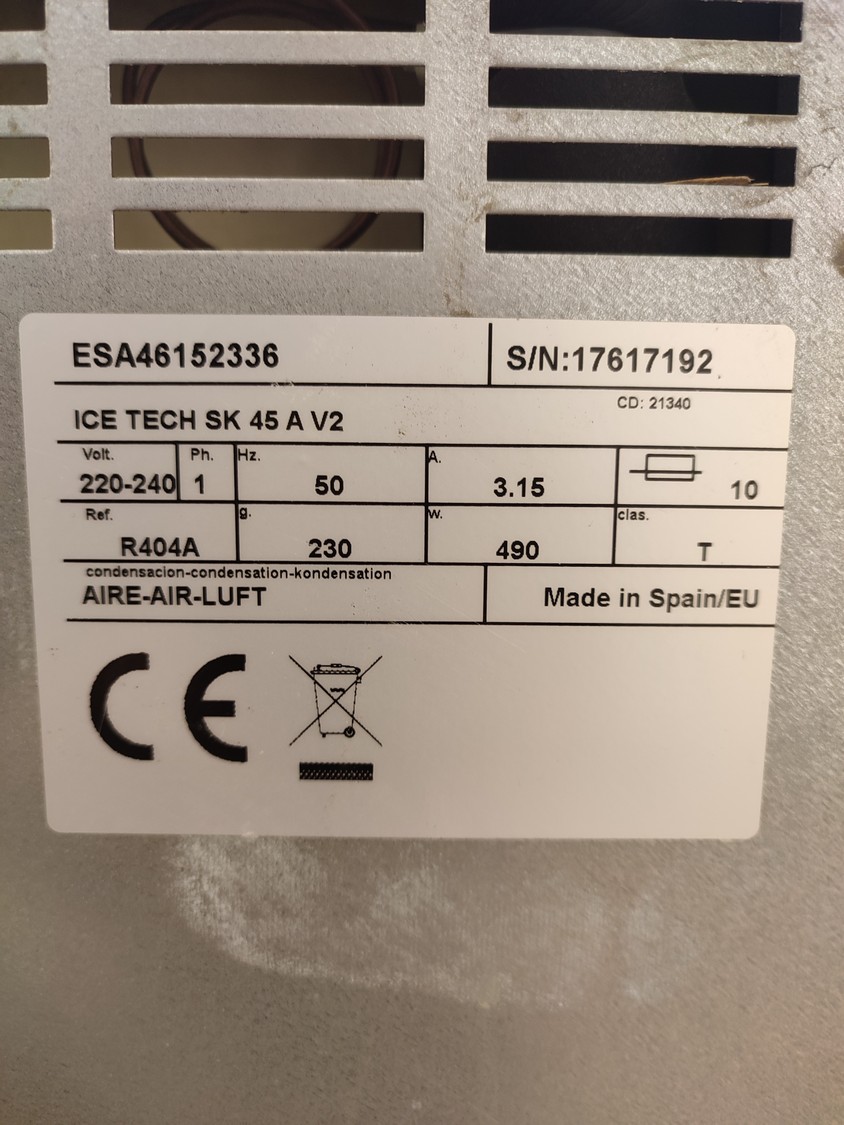 ESA46152336 S/N:17617192
CD: 21340
ICE TECH SK 45 A V2
Volt. Ph. Hz. A.
220-240 1 50 3.15 10
Ref. g. w. clas.
R404A 230 490 T
condensacion-condensation-kondensation
AIRE-AIR-LUFT Made in Spain/EU
CE